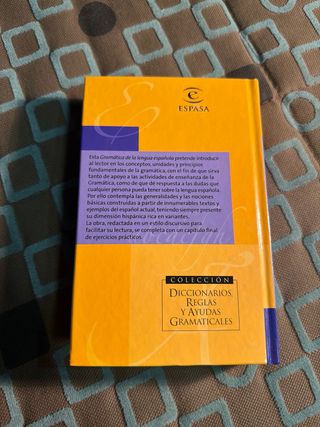 ESPASA
Esta Gramática de la lengua española pretende introducir
al lector en los conceptos, unidades y principios
fundamentales de la gramática, con el fin de que sirva
tanto de apoyo a las actividades de enseñanza de la
Gramática, como de que dé respuesta a las dudas que
cualquier persona pueda tener sobre la lengua española.
Por ello contempla las generalidades y las nociones
básicas construidas a partir de innumerables textos y
ejemplos del español actual, teniendo siempre presente
su dimensión hispánica rica en variantes.
La obra, redactada en un estilo discursivo para
facilitar su lectura, se completa con un capítulo final
de ejercicios prácticos.
COLECCIÓN
DICCIONARIOS,
REGLAS
Y AYUDAS
GRAMATICALES